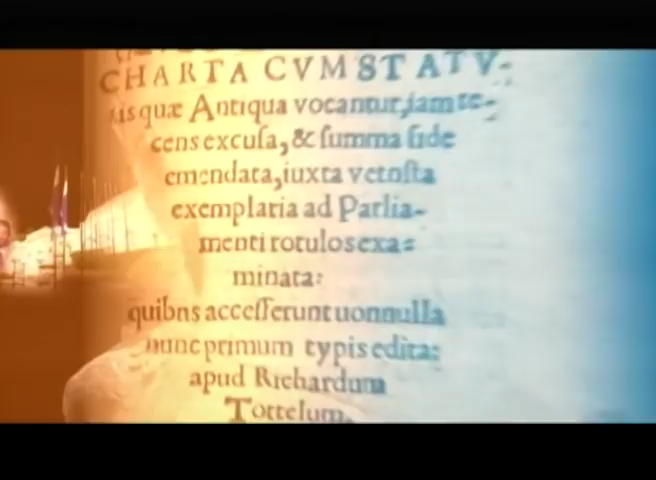 CHARTA CVM STATV-
tis quæ Antiqua vocantur, iam re-
cens excuſa, & ſumma fide
emendata, iuxta vetuſta
exemplaria ad Parlia-
menti rotulos exa-
minata:
quibus acceſſerunt nonnulla
nunc primum typis edita:
apud Richardum
Tottelum.